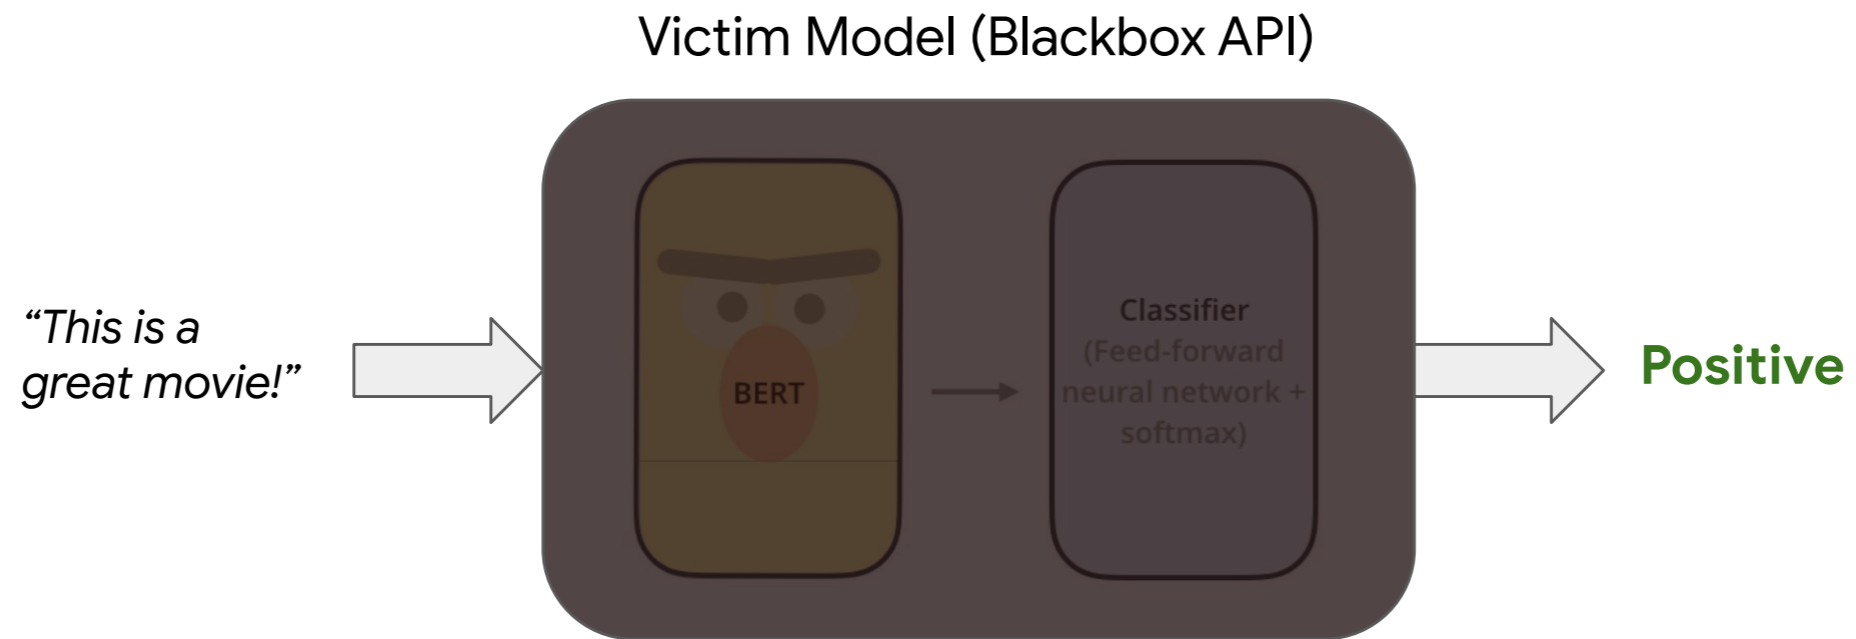 Victim Model (Blackbox API)
“This is a
great movie!”
BERT
Classifier
(Feed-forward
neural network +
softmax)
Positive